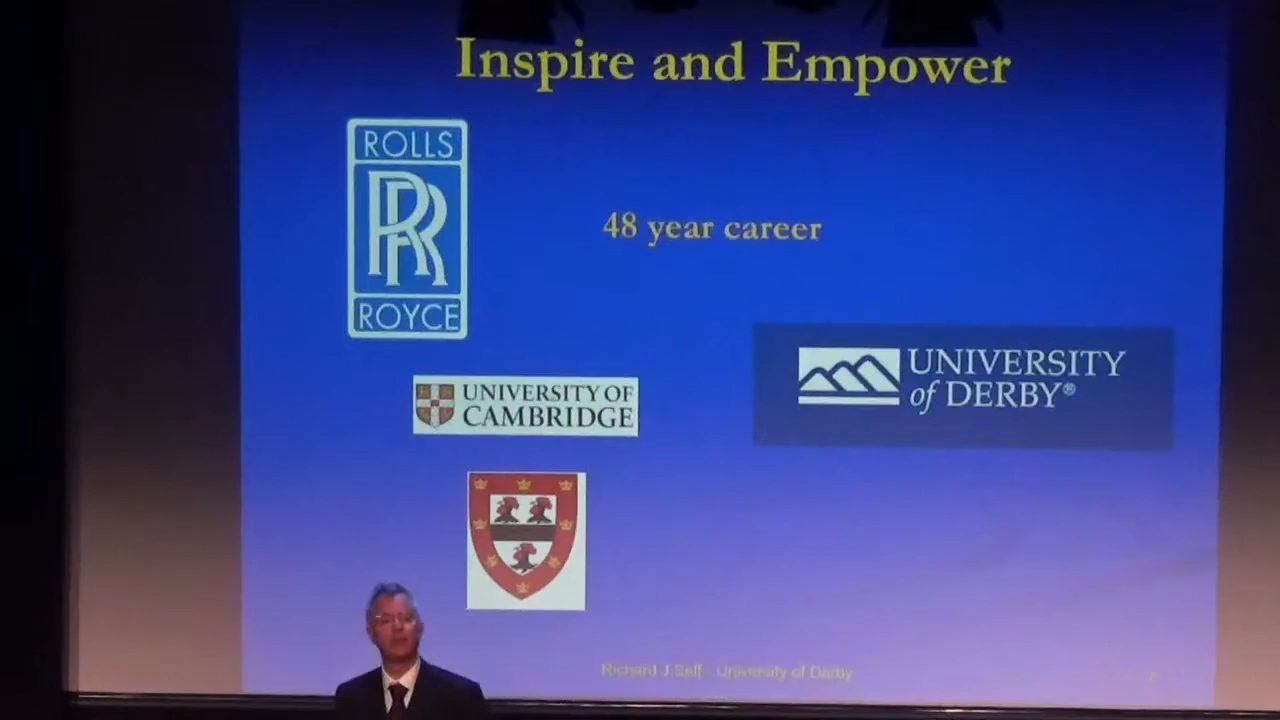 Inspire and Empower
ROLLS
RR
ROYCE
48 year career
UNIVERSITY OF
CAMBRIDGE
UNIVERSITY
of DERBY®
Richard J Self - University of Derby